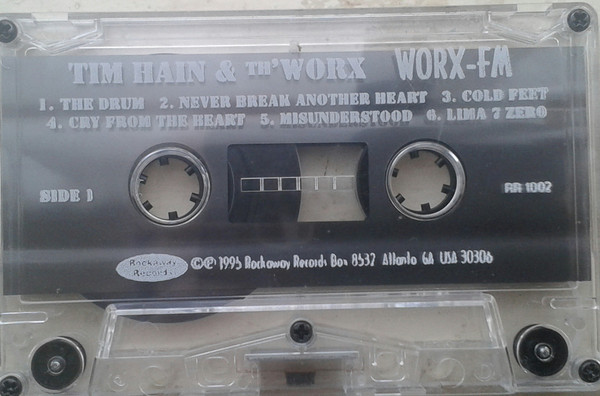 TIM HAIN & TH'WORX WORX-FM
1. THE DRUM 2. NEVER BREAK ANOTHER HEART 3. COLD FEET
4. CRY FROM THE HEART 5. MISUNDERSTOOD 6. LIMA 7 ZERO
SIDE 1
RR 1002
Rockaway
Records
©℗ 1995 Rockaway Records Box 8532 Atlanta GA USA 30306